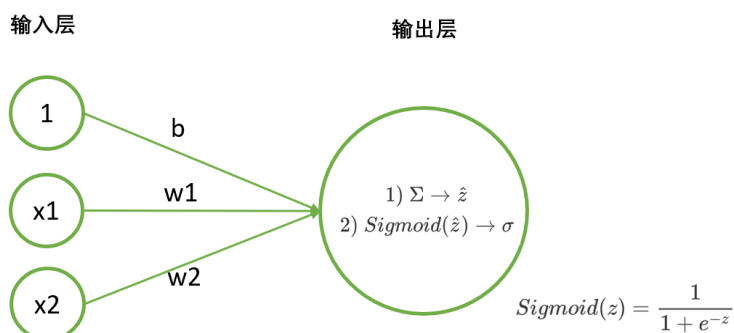 输入层
输出层
1
b
x1
w1
x2
w2
1) Σ → ẑ
2) Sigmoid(ẑ) → σ
Sigmoid(z) = 1 / (1 + e^{-z})